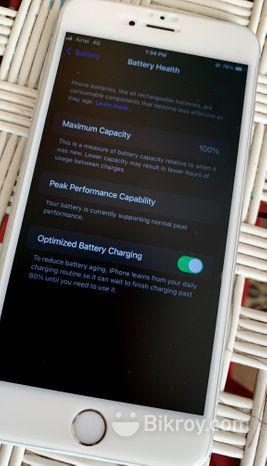 Airtel 4G
1:54 PM
79%
Battery
Battery Health
Phone batteries, like all rechargeable batteries, are
consumable components that become less effective as
they age. Learn more...
Maximum Capacity
100%
This is a measure of battery capacity relative to when it
was new. Lower capacity may result in fewer hours of
usage between charges.
Peak Performance Capability
Your battery is currently supporting normal peak
performance.
Optimized Battery Charging
To reduce battery aging, iPhone learns from your daily
charging routine so it can wait to finish charging past
80% until you need to use it.
Bikroy.com